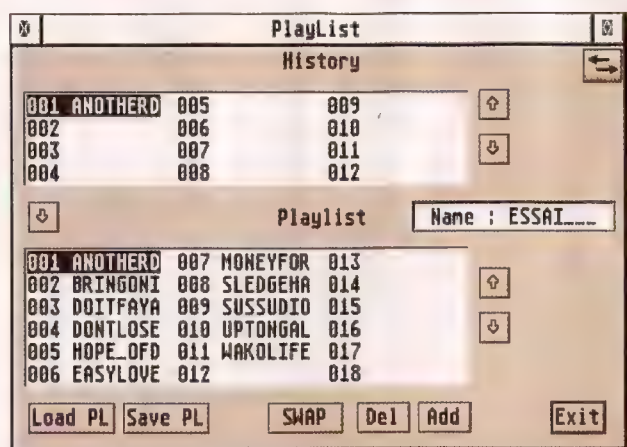 PlayList
History
001 ANOTHERD 005 009
002 006 010
003 007 011
004 008 012
Playlist Name : ESSAI___
001 ANOTHERD 007 MONEYFOR 013
002 BRINGONI 008 SLEDGEHA 014
003 DOITFAYA 009 SUSSUDIO 015
004 DONTLOSE 010 UPTONGAL 016
005 HOPE_OFD 011 WAKOLIFE 017
006 EASYLOVE 012 018
Load PL Save PL SWAP Del Add Exit